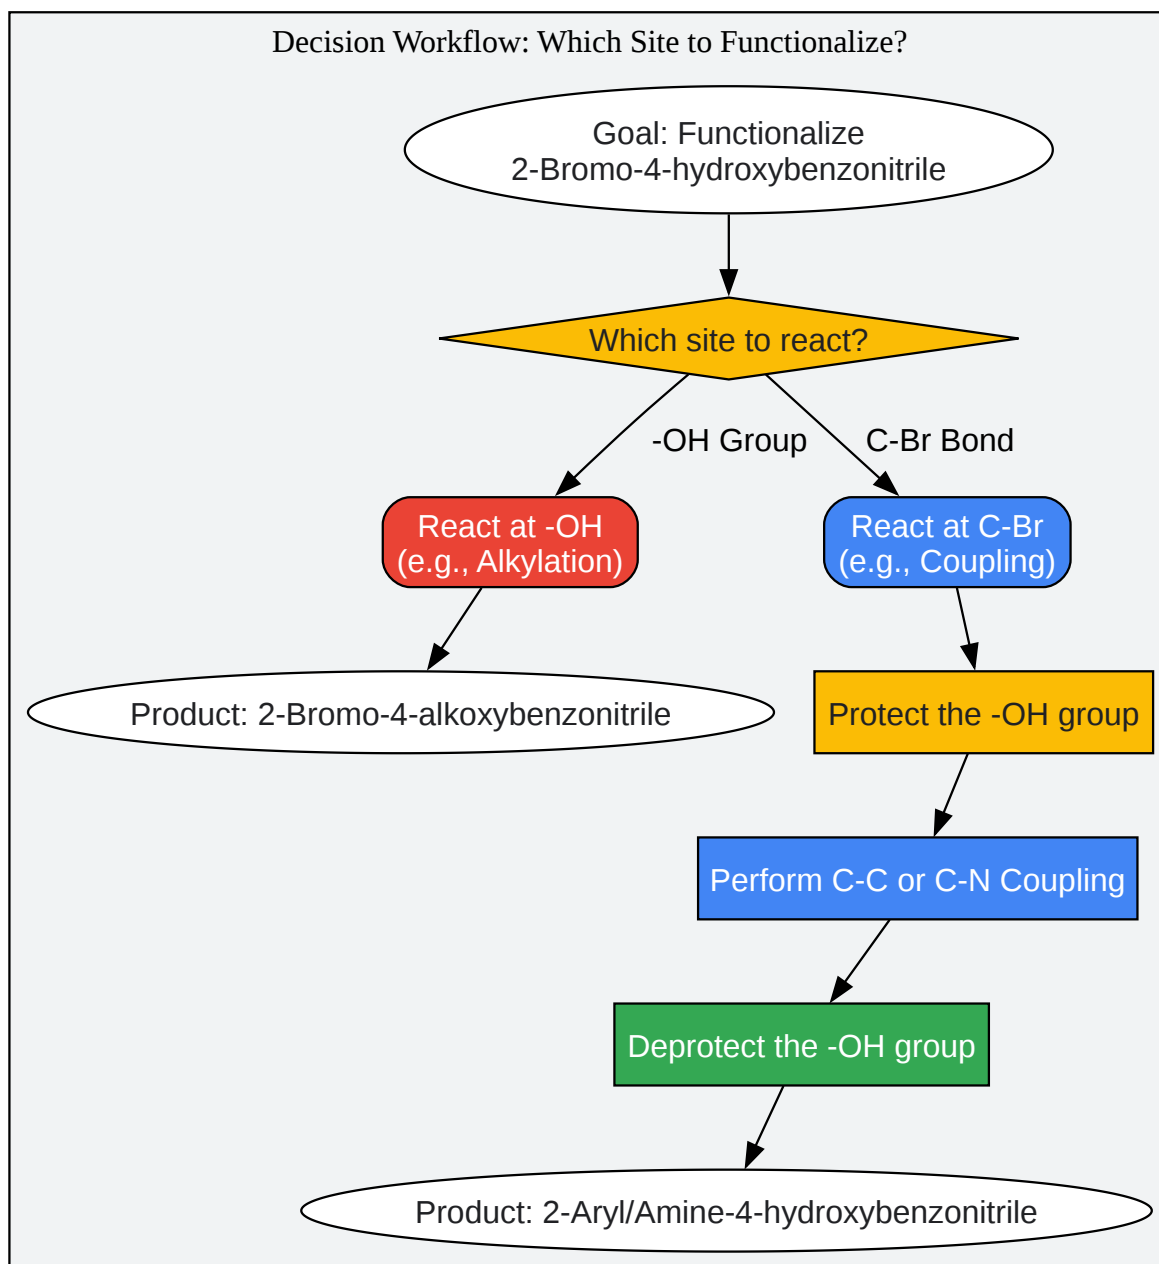 Decision Workflow: Which Site to Functionalize?
Goal: Functionalize
2-Bromo-4-hydroxybenzonitrile
Which site to react?
-OH Group
C-Br Bond
React at -OH
(e.g., Alkylation)
React at C-Br
(e.g., Coupling)
Product: 2-Bromo-4-alkoxybenzonitrile
Protect the -OH group
Perform C-C or C-N Coupling
Deprotect the -OH group
Product: 2-Aryl/Amine-4-hydroxybenzonitrile